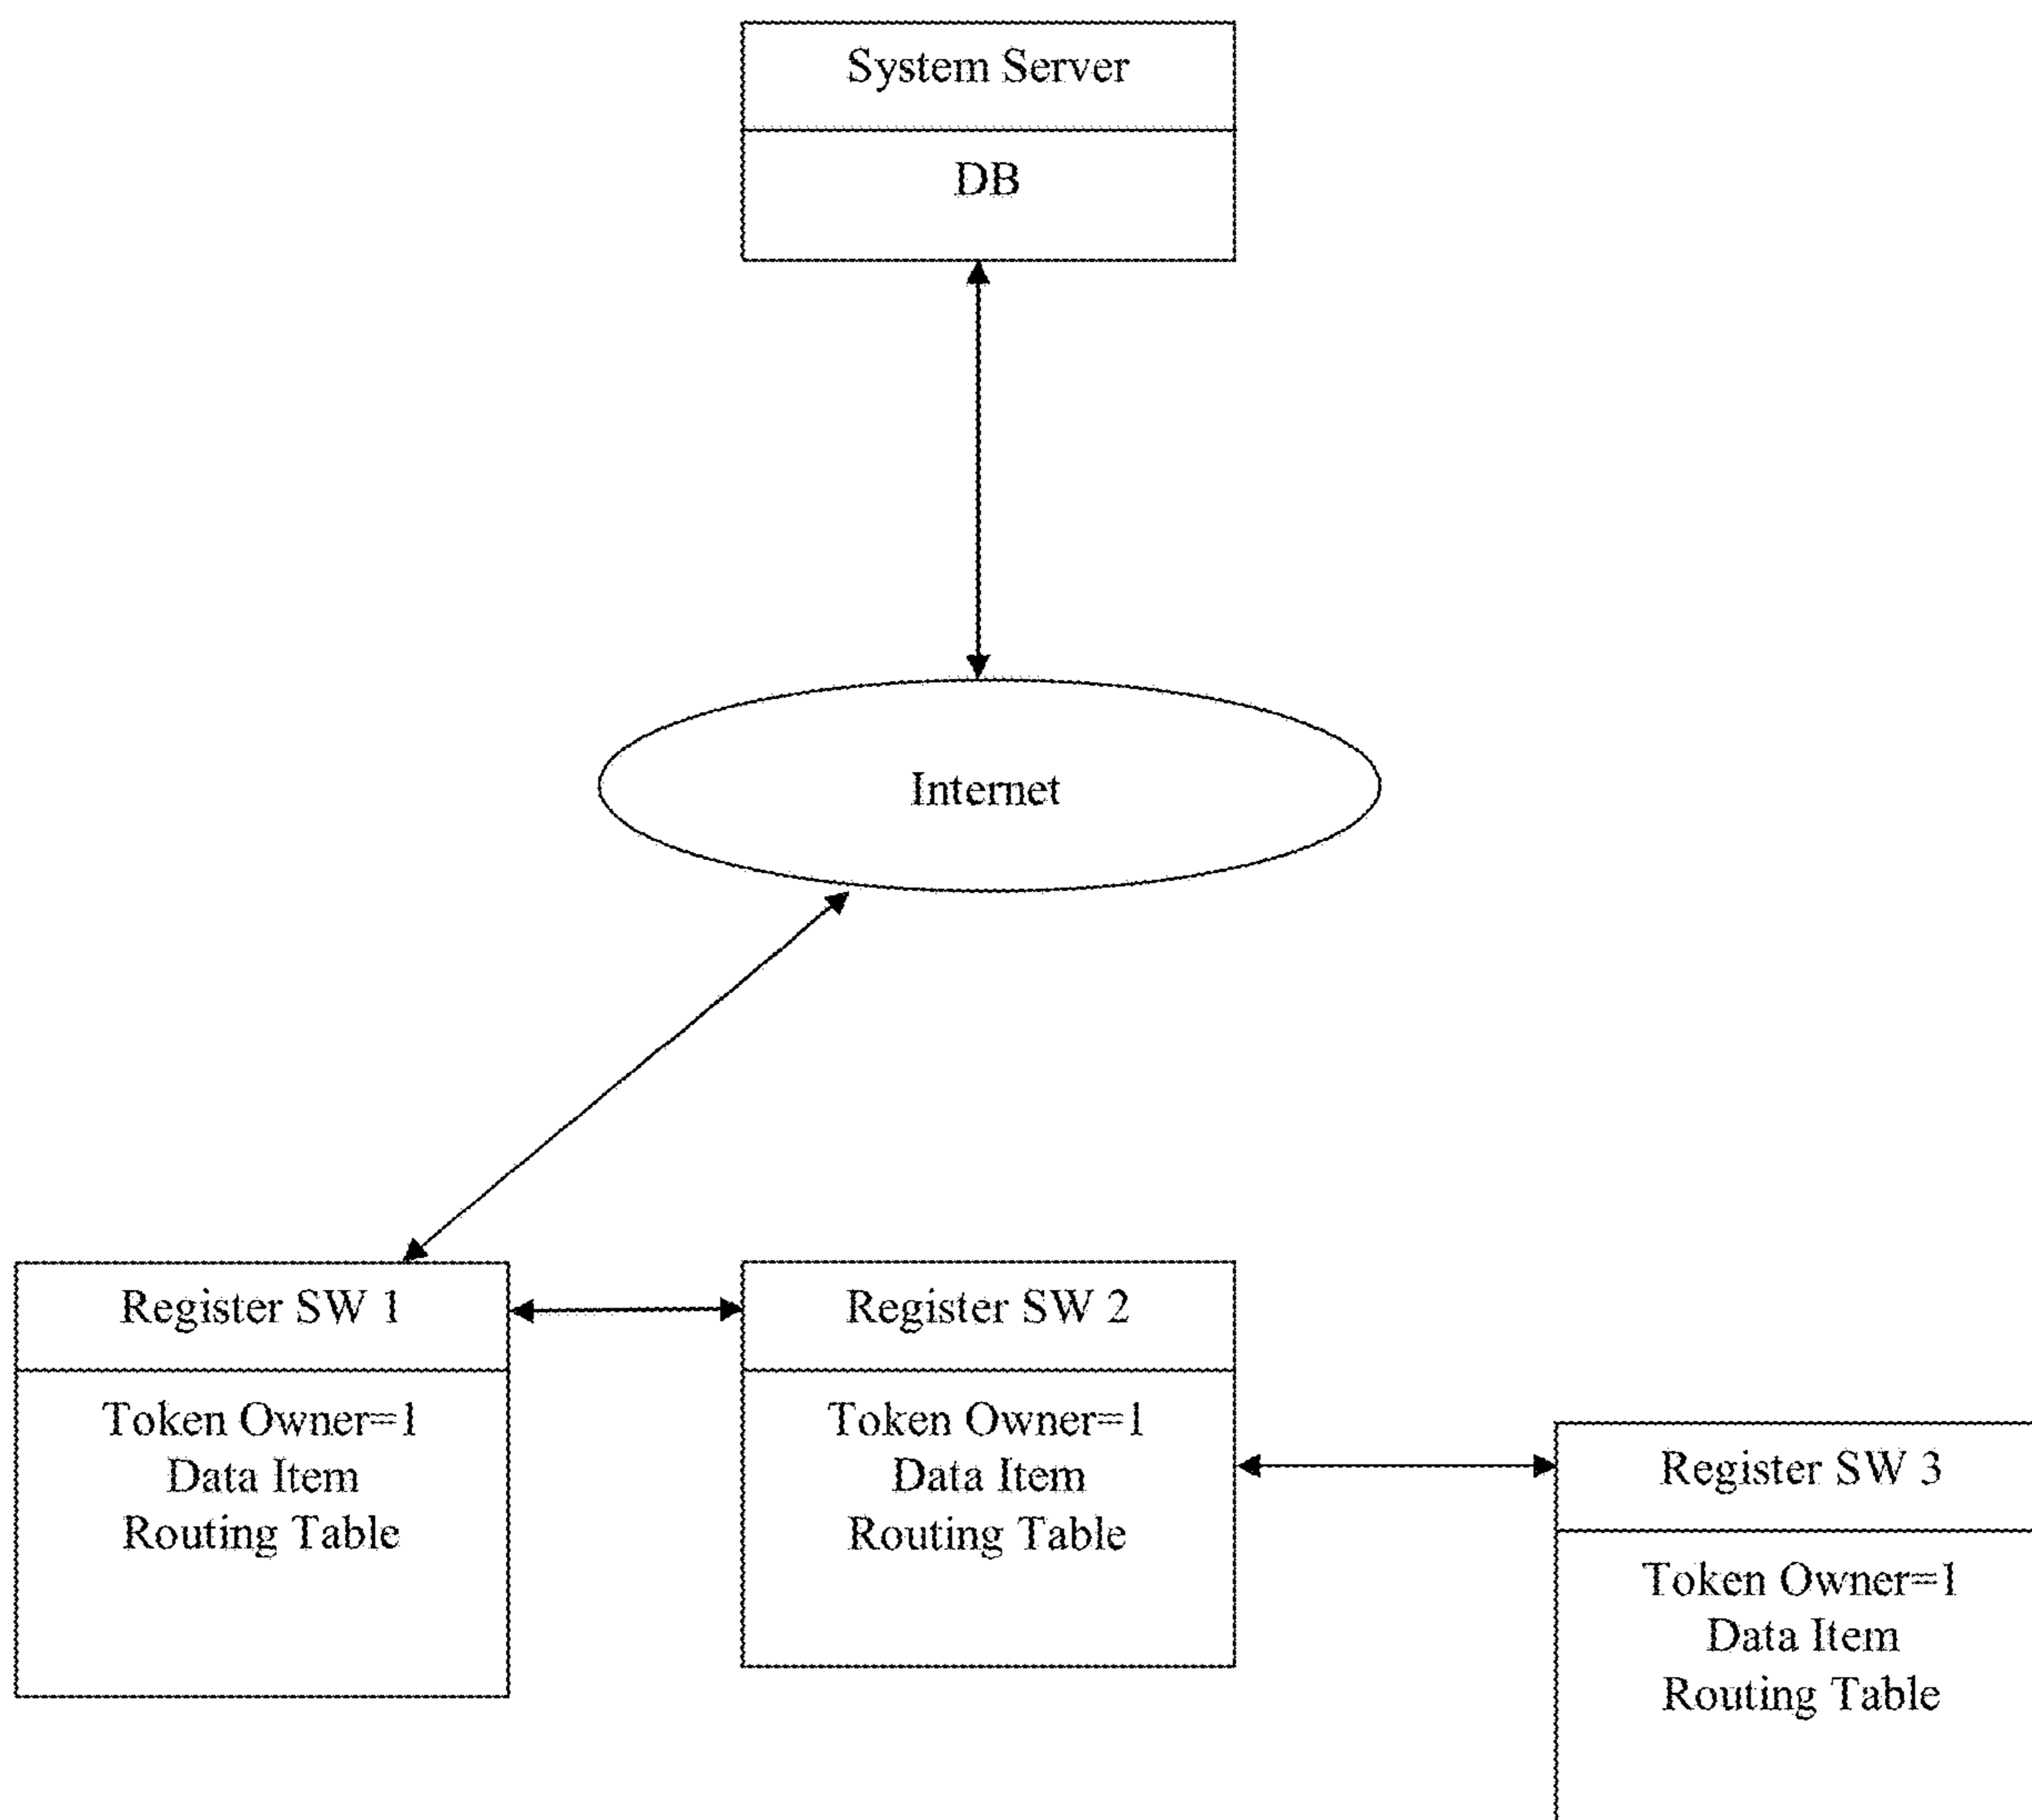 System Server
DB
Internet
Register SW 1
Token Owner=1
Data Item
Routing Table
Register SW 2
Token Owner=1
Data Item
Routing Table
Register SW 3
Token Owner=1
Data Item
Routing Table